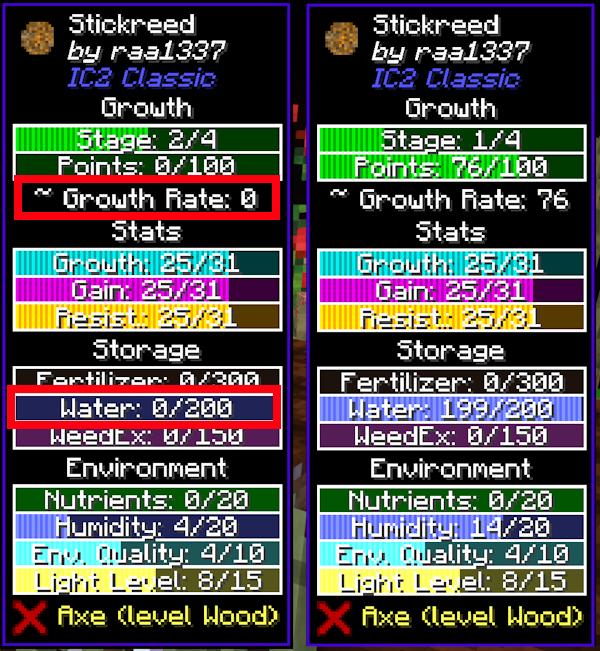 Stickreed
by raa1337
IC2 Classic
Growth
Stage: 2/4
Points: 0/100
~ Growth Rate: 0
Stats
Growth: 25/31
Gain: 25/31
Resist.: 25/31
Storage
Fertilizer: 0/300
Water: 0/200
WeedEx: 0/150
Environment
Nutrients: 0/20
Humidity: 4/20
Env. Quality: 4/10
Light Level: 8/15
Axe (level Wood)
Stickreed
by raa1337
IC2 Classic
Growth
Stage: 1/4
Points: 76/100
~ Growth Rate: 76
Stats
Growth: 25/31
Gain: 25/31
Resist.: 25/31
Storage
Fertilizer: 0/300
Water: 199/200
WeedEx: 0/150
Environment
Nutrients: 0/20
Humidity: 14/20
Env. Quality: 4/10
Light Level: 8/15
Axe (level Wood)